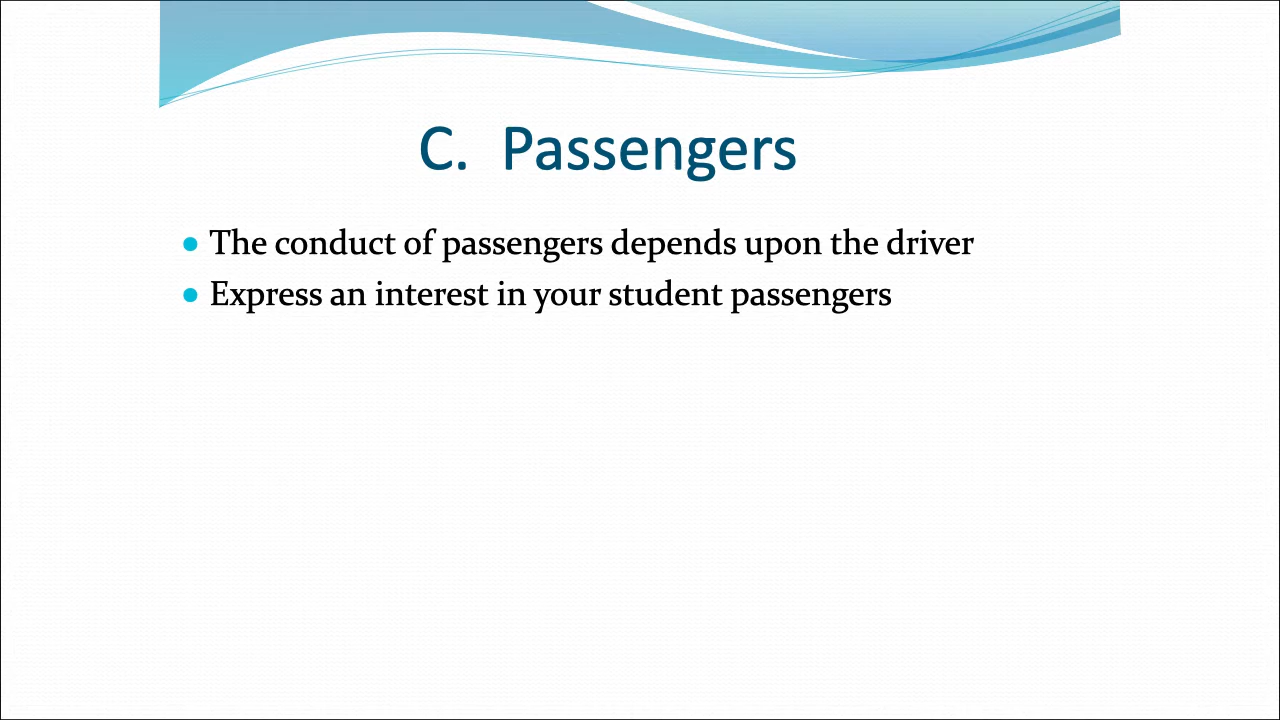 C. Passengers
The conduct of passengers depends upon the driver
Express an interest in your student passengers